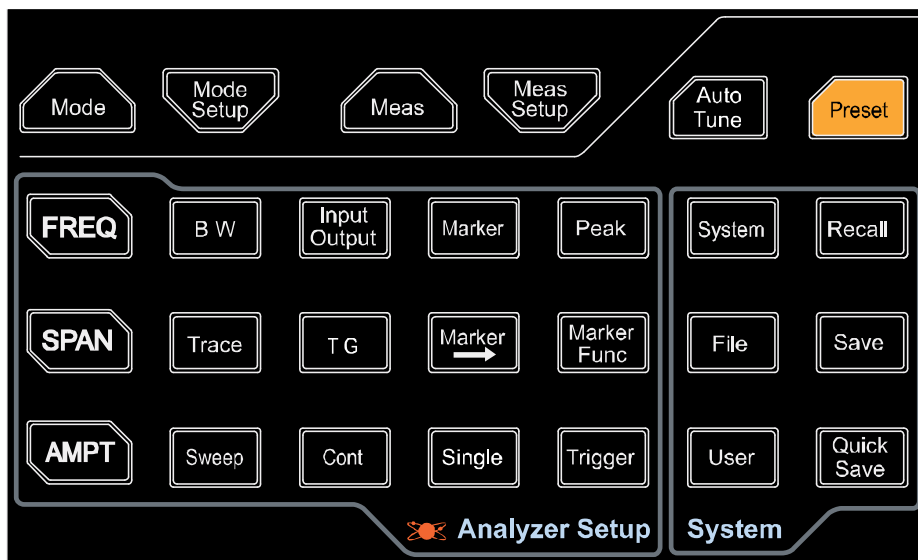 Mode
Mode
Setup
Meas
Meas
Setup
Auto
Tune
Preset
FREQ
B W
Input
Output
Marker
Peak
System
Recall
SPAN
Trace
T G
Marker
Marker
Func
File
Save
AMPT
Sweep
Cont
Single
Trigger
User
Quick
Save
Analyzer Setup
System